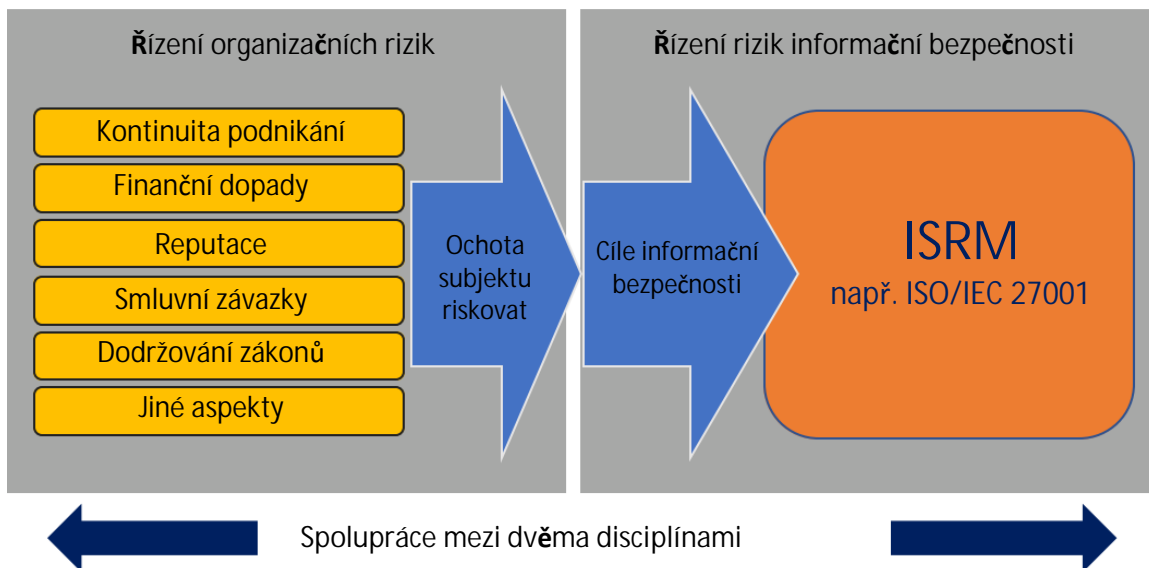 Řízení organizačních rizik
Kontinuita podnikání
Finanční dopady
Reputace
Smluvní závazky
Dodržování zákonů
Jiné aspekty
Ochota
subjektu
riskovat
Řízení rizik informační bezpečnosti
Cíle informační
bezpečnosti
ISRM
např. ISO/IEC 27001
Spolupráce mezi dvěma disciplínami